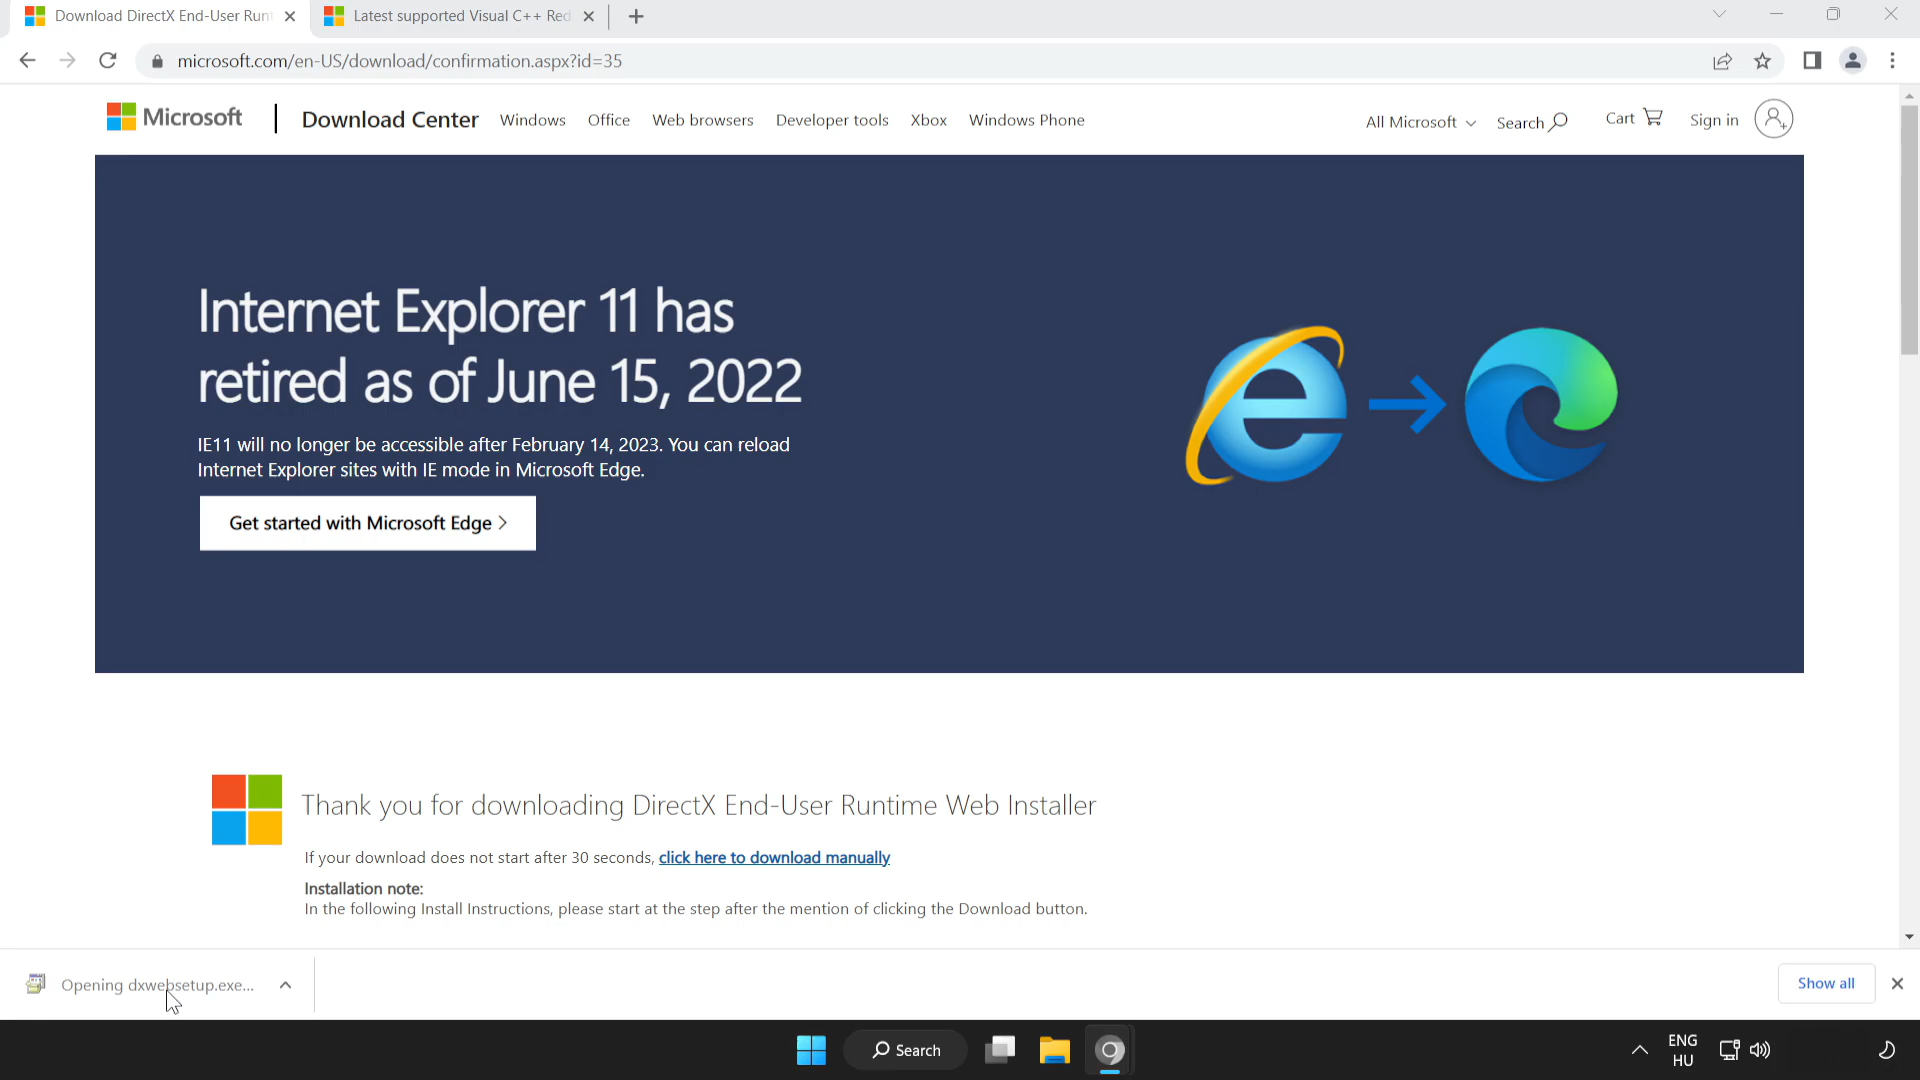 Download DirectX End-User Runt
Latest supported Visual C++ Red
microsoft.com/en-US/download/confirmation.aspx?id=35
Microsoft
Download Center
Windows
Office
Web browsers
Developer tools
Xbox
Windows Phone
All Microsoft
Search
Cart
Sign in
Internet Explorer 11 has
retired as of June 15, 2022
IE11 will no longer be accessible after February 14, 2023. You can reload
Internet Explorer sites with IE mode in Microsoft Edge.
Get started with Microsoft Edge >
Thank you for downloading DirectX End-User Runtime Web Installer
If your download does not start after 30 seconds, click here to download manually
Installation note:
In the following Install Instructions, please start at the step after the mention of clicking the Download button.
Opening dxwebsetup.exe...
Show all
Search
ENG
HU